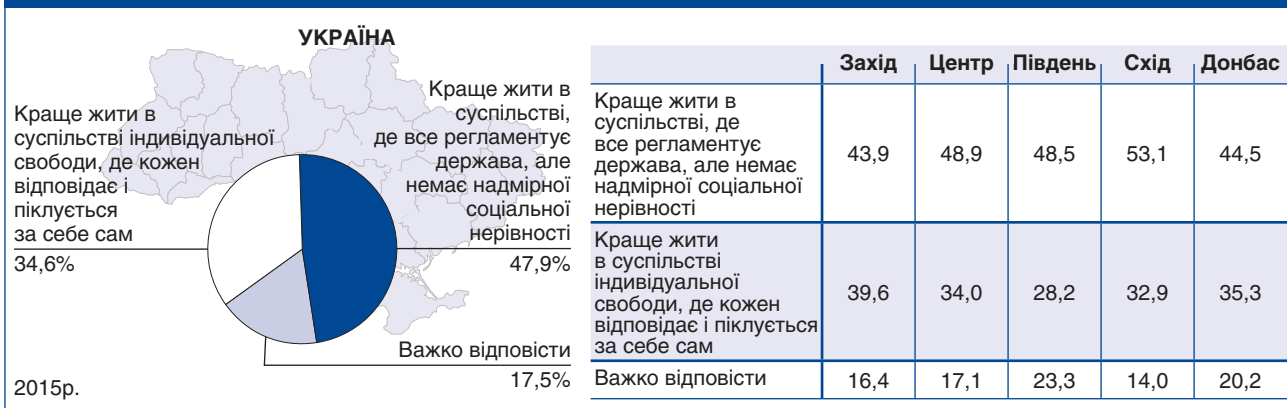 УКРАЇНА
Краще жити в
суспільстві індивідуальної
свободи, де кожен
відповідає і
піклується
за себе сам
34,6%
Краще жити в
суспільстві,
де все регламентує
держава, але
немає надмірної
соціальної
нерівності
47,9%
Важко відповісти
17,5%
2015р.
Захід Центр Південь Схід Донбас
Краще жити в
суспільстві, де
все регламентує
держава, але немає
надмірної соціальної
нерівності
43,9 48,9 48,5 53,1 44,5
Краще жити
в суспільстві
індивідуальної
свободи, де кожен
відповідає і піклується
за себе сам
39,6 34,0 28,2 32,9 35,3
Важко відповісти 16,4 17,1 23,3 14,0 20,2